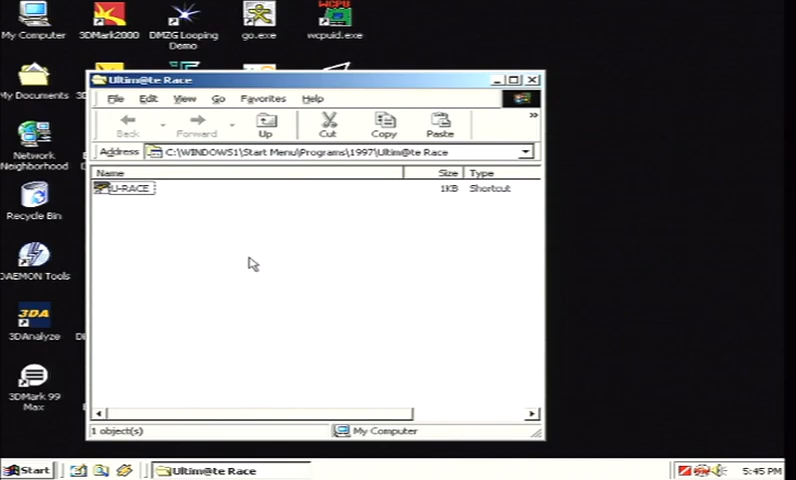 My Computer
3DMark2000
DMZG Looping
Demo
go.exe
wcpuid.exe
My Documents
Network
Neighborhood
Recycle Bin
DAEMON Tools
3DA
3DAnalyze
3DMark 99
Max
Ultim@te Race
File Edit View Go Favorites Help
Back Forward Up Cut Copy Paste
Address C:\WINDOWS1\Start Menu\Programs\1997\Ultim@te Race
Name Size Type
U-RACE 1KB Shortcut
1 object(s) My Computer
Start Ultim@te Race 5:45 PM